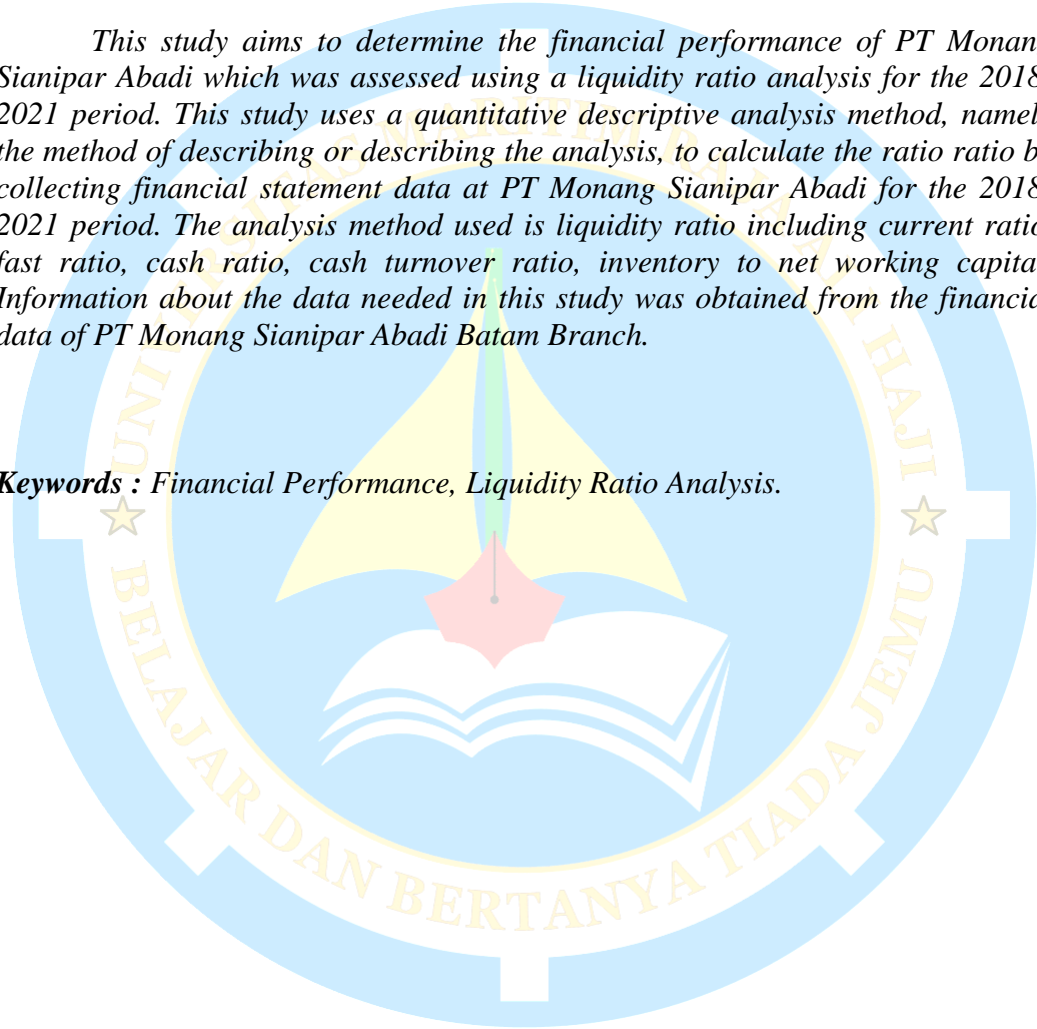 This study aims to determine the financial performance of PT Monan
Sianipar Abadi which was assessed using a liquidity ratio analysis for the 2018
2021 period. This study uses a quantitative descriptive analysis method, namel
the method of describing or describing the analysis, to calculate the ratio ratio b
collecting financial statement data at PT Monang Sianipar Abadi for the 2018
2021 period. The analysis method used is liquidity ratio including current ratio
fast ratio, cash ratio, cash turnover ratio, inventory to net working capita
Information about the data needed in this study was obtained from the financia
data of PT Monang Sianipar Abadi Batam Branch.
Keywords : Financial Performance, Liquidity Ratio Analysis.
UNIVERSITAS MARITIM RAJA ALI HAJI
BELAJAR DAN BERTANYA TIADA JEMU